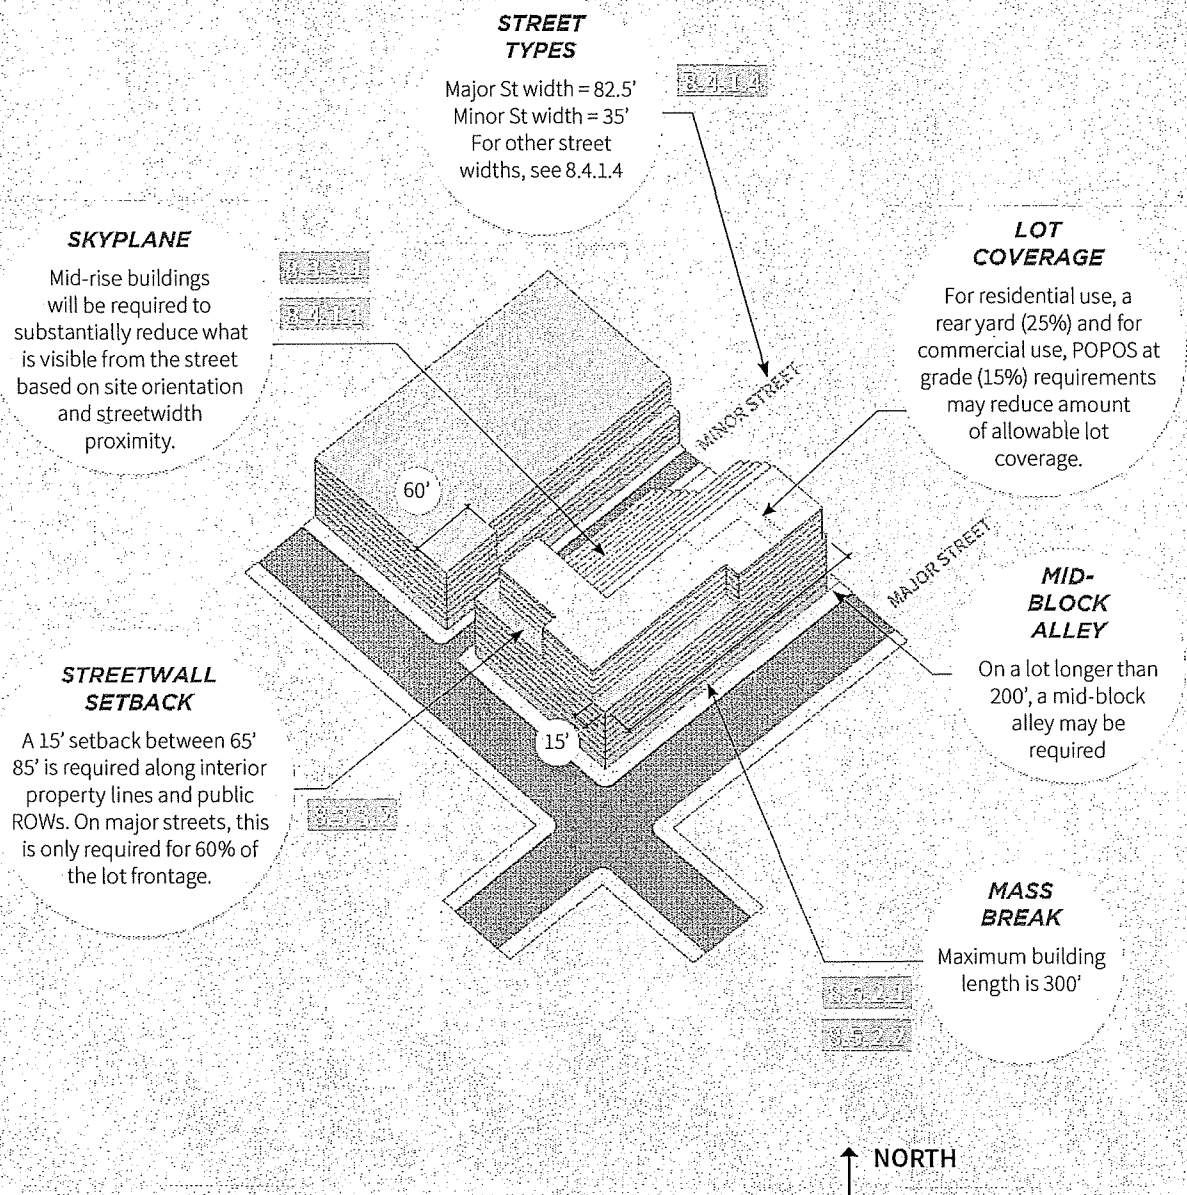 STREET
TYPES
Major St width = 82.5'
Minor St width = 35'
For other street
widths, see 8.4.1.4
8.4.1.4
SKYPLANE
Mid-rise buildings
will be required to
substantially reduce what
is visible from the street
based on site orientation
and streetwidth
proximity.
8.4.1.1
LOT
COVERAGE
For residential use, a
rear yard (25%) and for
commercial use, POPOS at
grade (15%) requirements
may reduce amount
of allowable lot
coverage.
MINOR STREET
60'
MAJOR STREET
MID-
BLOCK
ALLEY
On a lot longer than
200', a mid-block
alley may be
required
STREETWALL
SETBACK
A 15' setback between 65'
85' is required along interior
property lines and public
ROWs. On major streets, this
is only required for 60% of
the lot frontage.
15'
MASS
BREAK
Maximum building
length is 300'
NORTH